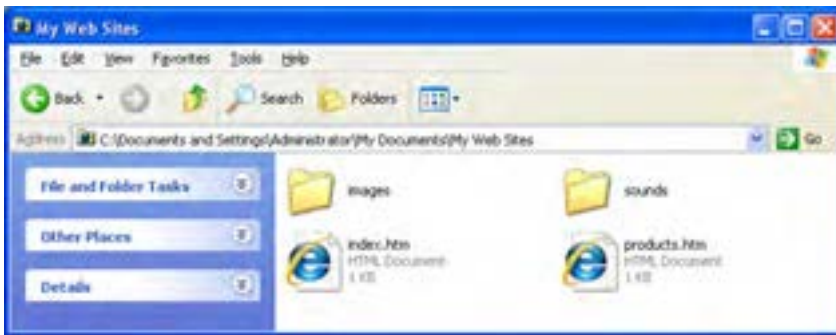 My Web Sites
File Edit View Favorites Tools Help
Back Search Folders
Address C:\Documents and Settings\Administrator\My Documents\My Web Sites Go
File and Folder Tasks
Other Places
Details
images
sounds
index.htm
HTML Document
1 KB
products.htm
HTML Document
1 KB